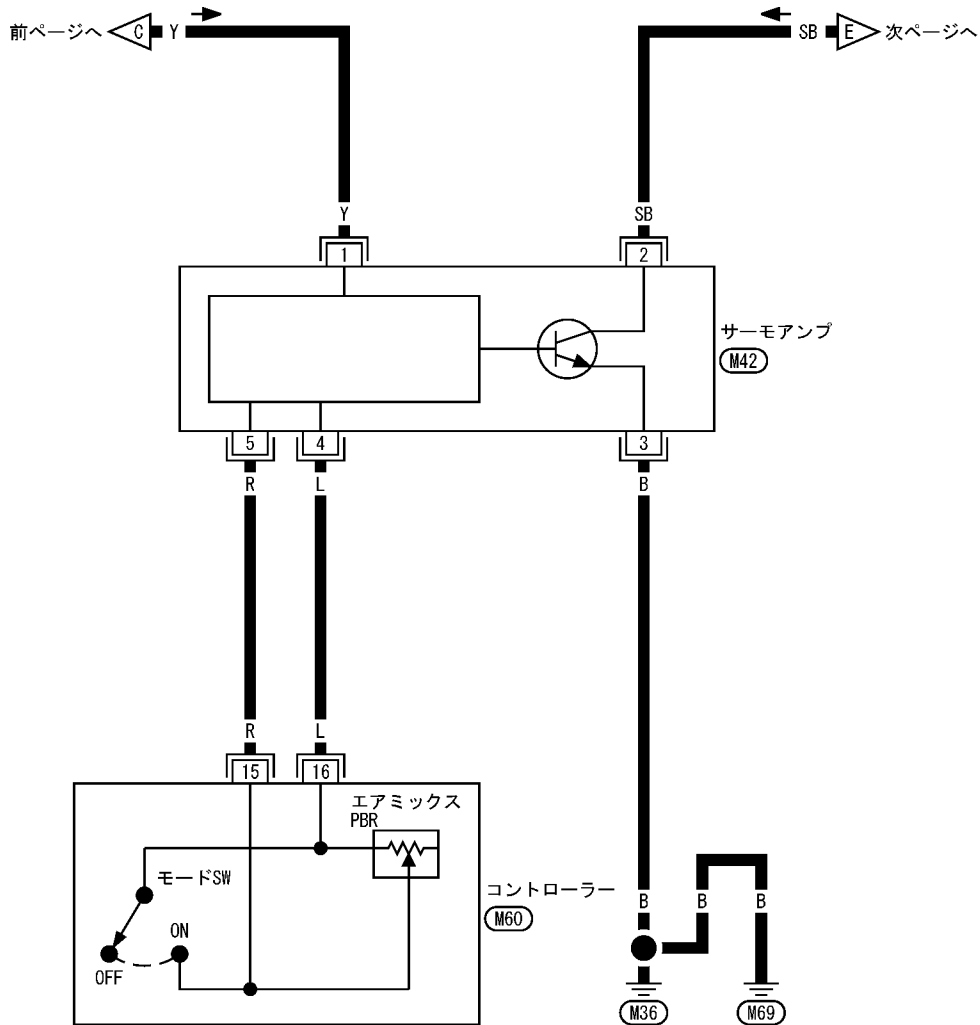 前ページへ C Y SB E 次ページへ
Y SB
1 2
サーモアンプ
M42
5 4 3
R L B
R L
15 16
エアミックス
PBR
モードSW
コントローラー
M60
ON
OFF
B B B
M36 M69